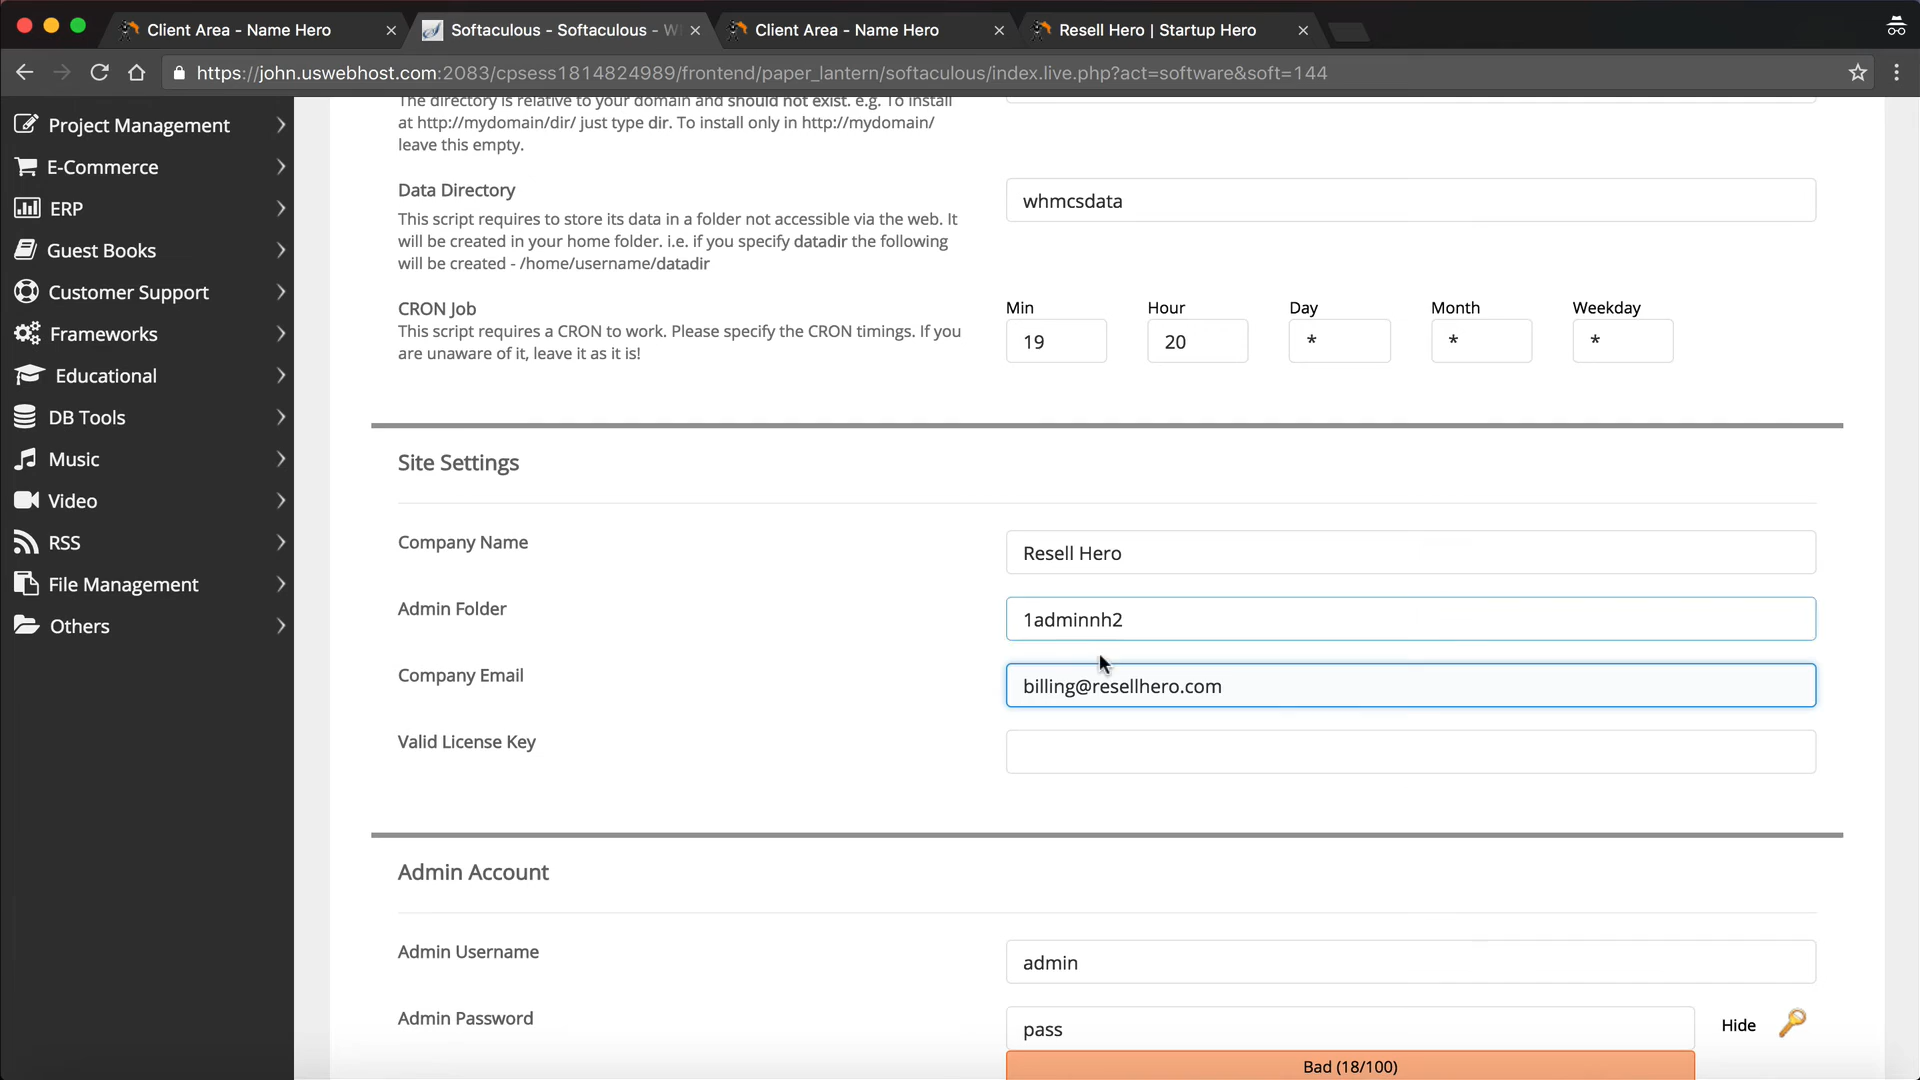 Client Area - Name Hero
Softaculous - Softaculous - W
Client Area - Name Hero
Resell Hero | Startup Hero
https://john.uswebhost.com:2083/cpsess1814824989/frontend/paper_lantern/softaculous/index.live.php?act=software&soft=144
Project Management
E-Commerce
ERP
Guest Books
Customer Support
Frameworks
Educational
DB Tools
Music
Video
RSS
File Management
Others
The directory is relative to your domain and should not exist. e.g. To install
at http://mydomain/dir/ just type dir. To install only in http://mydomain/
leave this empty.
Data Directory
This script requires to store its data in a folder not accessible via the web. It
will be created in your home folder. i.e. if you specify datadir the following
will be created - /home/username/datadir
whmcsdata
CRON Job
This script requires a CRON to work. Please specify the CRON timings. If you
are unaware of it, leave it as it is!
Min Hour Day Month Weekday
19 20 * * *
Site Settings
Company Name
Resell Hero
Admin Folder
1adminnh2
Company Email
billing@resellhero.com
Valid License Key
Admin Account
Admin Username
admin
Admin Password
pass
Hide
Bad (18/100)